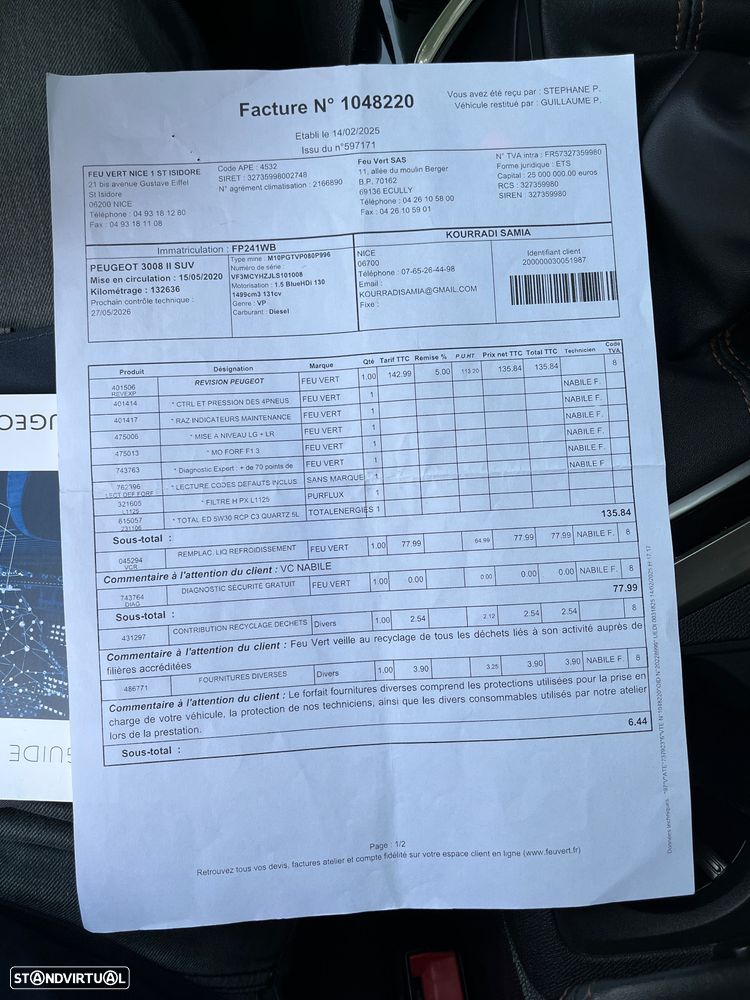 Facture N° 1048220
Vous avez été reçu par : STEPHANE P.
Véhicule restitué par : GUILLAUME P.
Etabli le 14/02/2025
Issu du n°597171
FEU VERT NICE 1 ST ISIDORE
21 bis avenue Gustave Eiffel
St Isidore
06200 NICE
Téléphone : 04 93 18 12 80
Fax : 04 93 18 11 08
Code APE : 4532
SIRET : 32735998002748
N° agrément climatisation : 2166890
Feu Vert SAS
11, allée du moulin Berger
B.P. 70162
69136 ECULLY
Téléphone : 04 26 10 58 00
Fax : 04 26 10 59 01
N° TVA intra : FR57327359980
Forme juridique : ETS
Capital : 25 000 000.00 euros
RCS : 327359980
SIREN : 327359980
Immatriculation : FP241WB
KOURRADI SAMIA
PEUGEOT 3008 II SUV
Mise en circulation : 15/05/2020
Kilométrage : 132636
Prochain contrôle technique :
27/05/2026
Type mine : M10PGTVP080P996
Numéro de série :
VF3MCYHZJLS101008
Motorisation : 1.5 BlueHDi 130
1499cm3 131cv
Genre : VP
Carburant : Diesel
NICE
06700
Téléphone : 07-65-26-44-98
Email :
KOURRADISAMIA@GMAIL.COM
Fixe :
Identifiant client
200000030051987
Produit Désignation Marque Qté Tarif TTC Remise % P.U.HT Prix net TTC Total TTC Technicien Code TVA
401506 REVISION PEUGEOT FEU VERT 1.00 142.99 5.00 113.20 135.84 135.84 8
REVEXP
401414 * CTRL ET PRESSION DES 4PNEUS FEU VERT 1 NABILE F.
401417 * RAZ INDICATEURS MAINTENANCE FEU VERT 1 NABILE F.
475006 * MISE A NIVEAU LG + LR FEU VERT 1 NABILE F.
475013 * MO FORF F1 3 FEU VERT 1 NABILE F.
743763 * Diagnostic Expert : + de 70 points de FEU VERT 1 NABILE F.
762396 * LECTURE CODES DEFAUTS INCLUS SANS MARQUE 1 NABILE F.
LECT DEF FORF
321605 * FILTRE H PX L1125 PURFLUX 1
L1125
615057 * TOTAL ED 5W30 RCP C3 QUARTZ 5L TOTALENERGIES 1
231106
Sous-total : 135.84
045294 REMPLAC. LIQ REFROIDISSEMENT FEU VERT 1.00 77.99 64.99 77.99 77.99 NABILE F. 8
VCR
Commentaire à l'attention du client : VC NABILE
743764 DIAGNOSTIC SÉCURITÉ GRATUIT FEU VERT 1.00 0.00 0.00 0.00 0.00 NABILE F. 8
DIAG
Sous-total : 77.99
431297 CONTRIBUTION RECYCLAGE DECHETS Divers 1.00 2.54 2.12 2.54 2.54 8
Commentaire à l'attention du client : Feu Vert veille au recyclage de tous les déchets liés à son activité auprès de
filières accréditées
486771 FOURNITURES DIVERSES Divers 1.00 3.90 3.25 3.90 3.90 NABILE F. 8
Commentaire à l'attention du client : Le forfait fournitures diverses comprend les protections utilisées pour la prise en
charge de votre véhicule, la protection de nos techniciens, ainsi que les divers consommables utilisés par notre atelier
lors de la prestation.
Sous-total : 6.44
Page : 1/2
Retrouvez tous vos devis, factures atelier et compte fidélité sur votre espace client en ligne (www.feuvert.fr)
Données techniques
GUIDE
STANDVIRTUAL